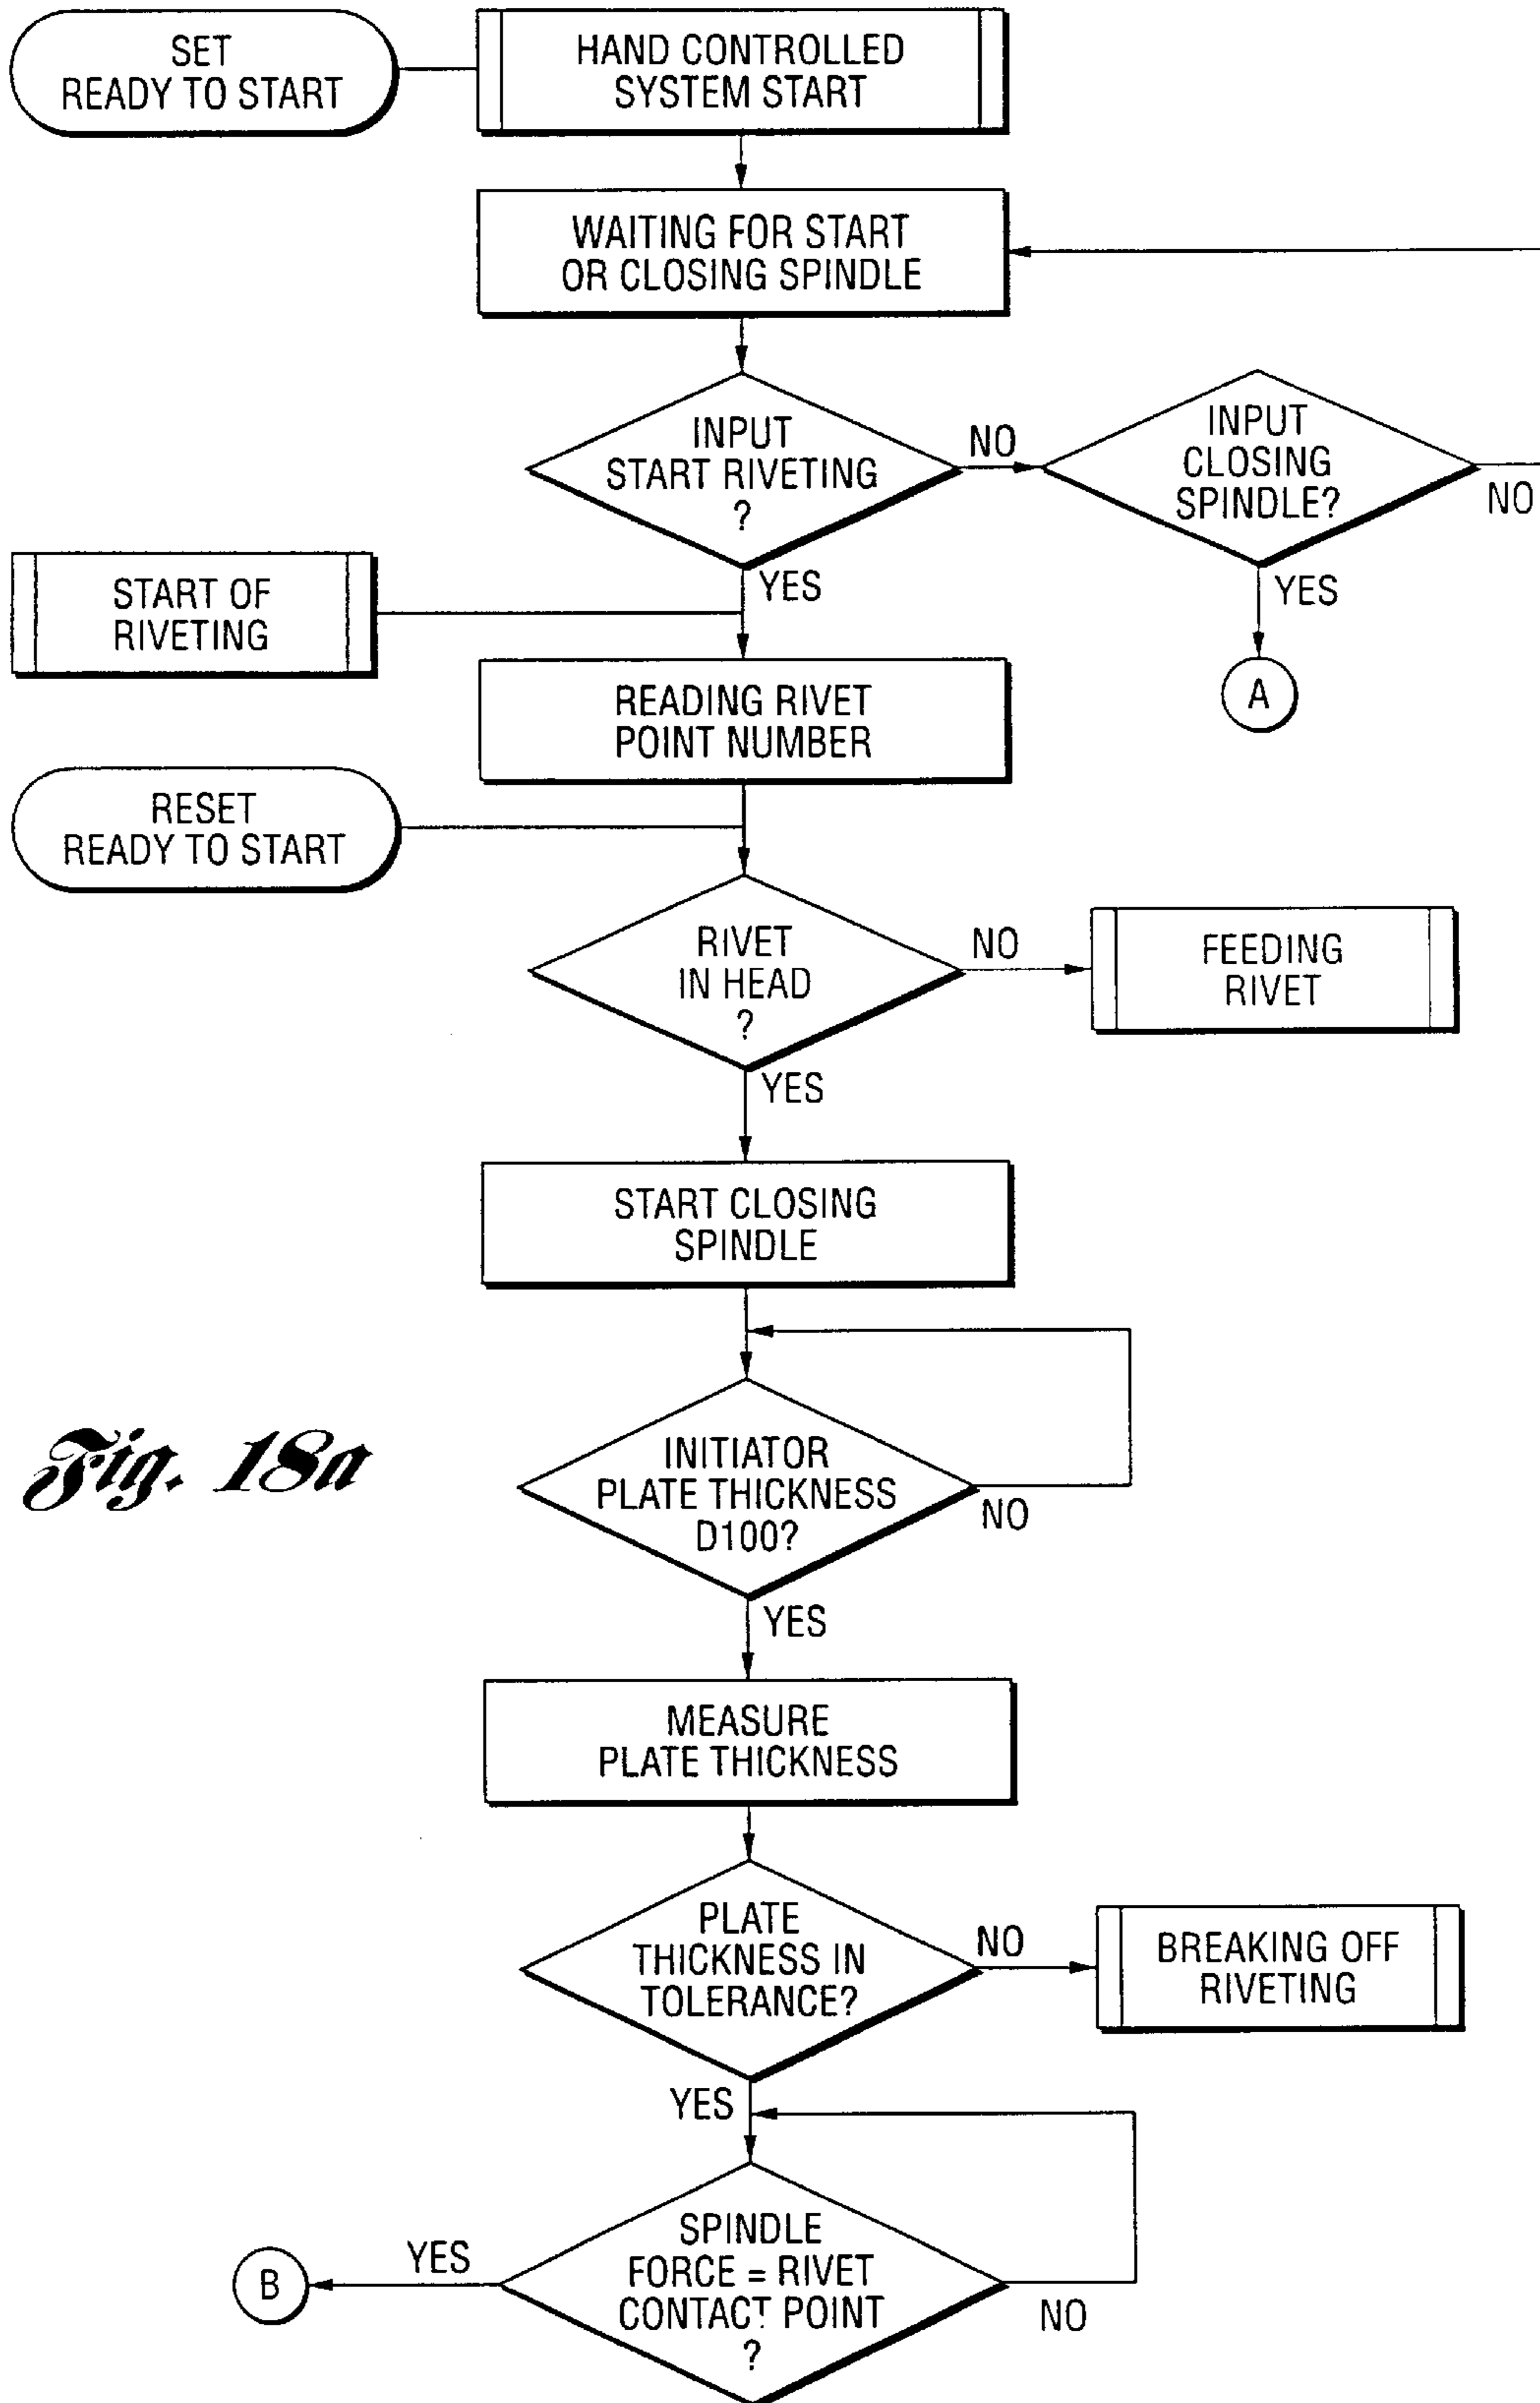 SET
READY TO START
HAND CONTROLLED
SYSTEM START
WAITING FOR START
OR CLOSING SPINDLE
INPUT
START RIVETING
?
NO
INPUT
CLOSING
SPINDLE?
NO
YES
YES
A
START OF
RIVETING
READING RIVET
POINT NUMBER
RESET
READY TO START
RIVET
IN HEAD
?
NO
FEEDING
RIVET
YES
START CLOSING
SPINDLE
Fig. 18a
INITIATOR
PLATE THICKNESS
D100?
NO
YES
MEASURE
PLATE THICKNESS
PLATE
THICKNESS IN
TOLERANCE?
NO
BREAKING OFF
RIVETING
YES
SPINDLE
FORCE = RIVET
CONTACT POINT
?
YES
B
NO